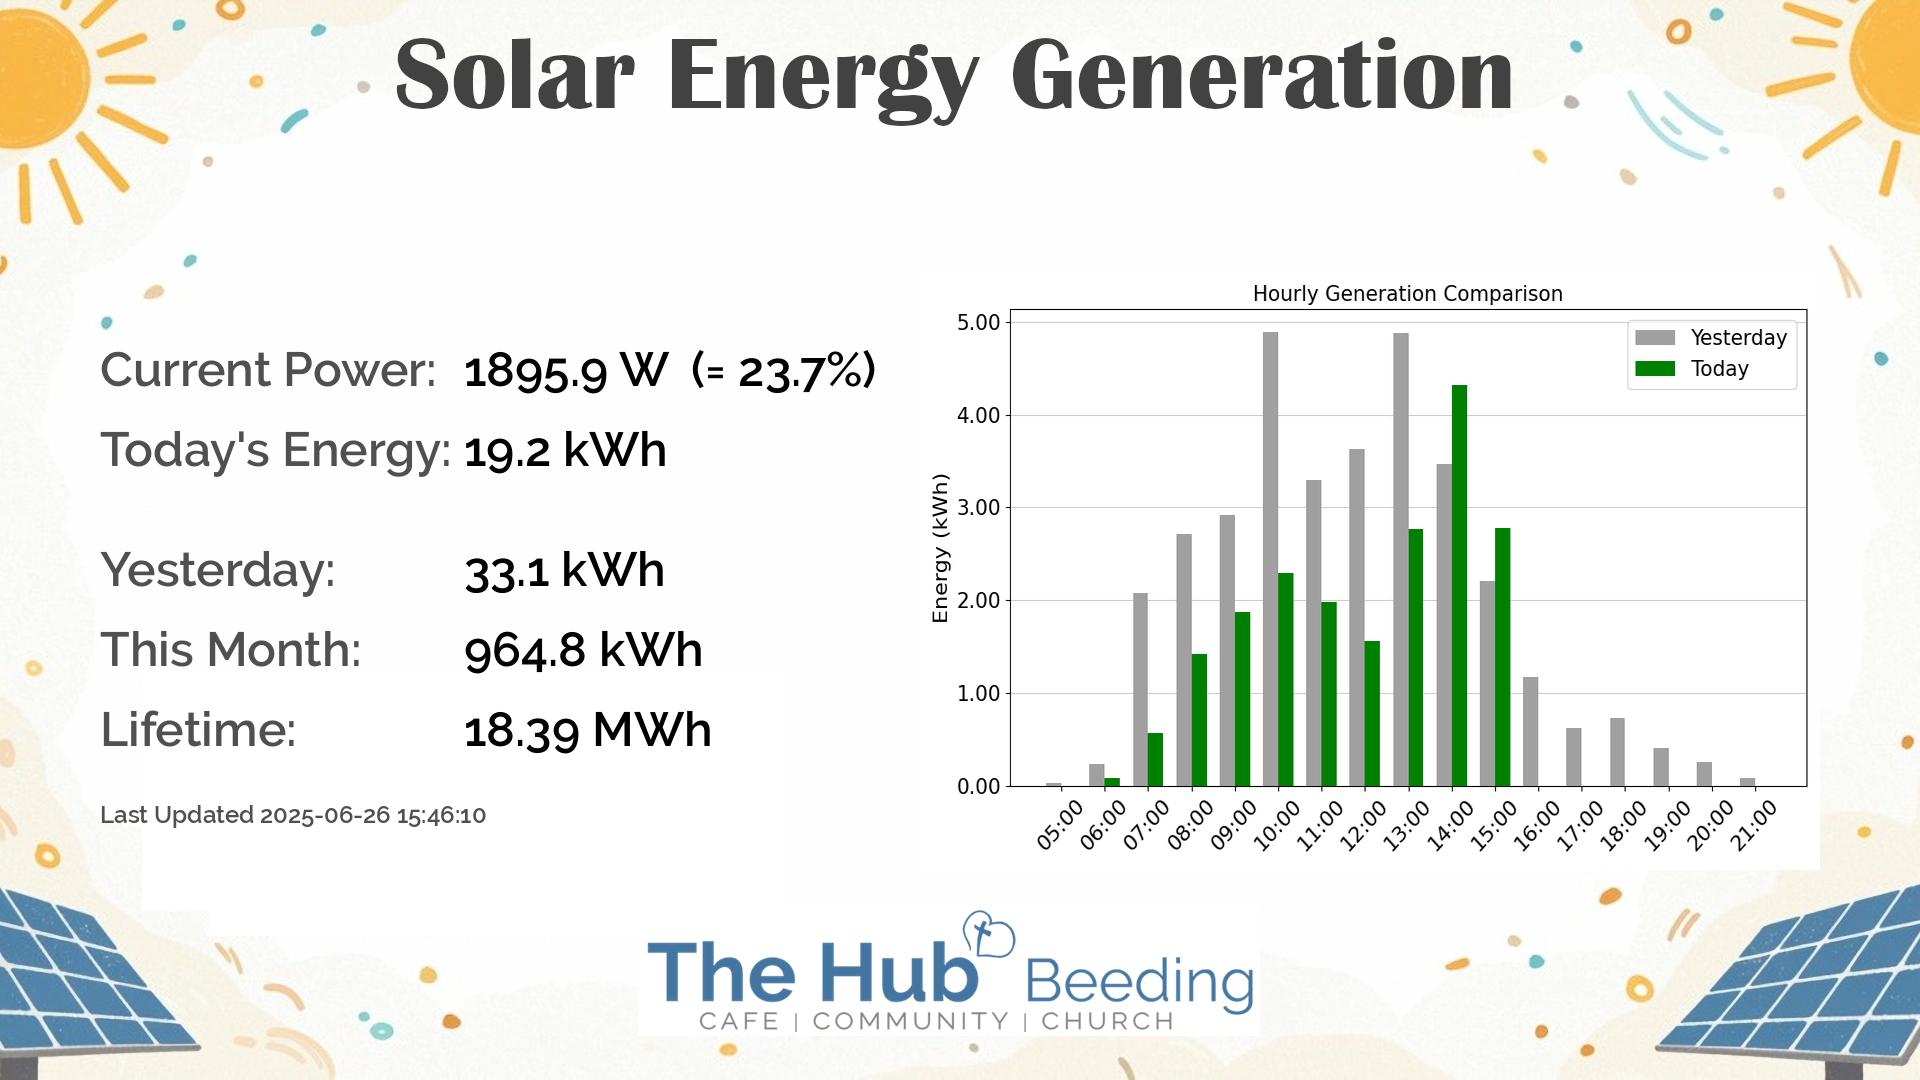 Solar Energy Generation
Current Power: 1895.9 W (= 23.7%)
Today's Energy: 19.2 kWh
Yesterday: 33.1 kWh
This Month: 964.8 kWh
Lifetime: 18.39 MWh
Last Updated 2025-06-26 15:46:10
Hourly Generation Comparison
Yesterday
Today
Energy (kWh)
5.00
4.00
3.00
2.00
1.00
0.00
05:00 06:00 07:00 08:00 09:00 10:00 11:00 12:00 13:00 14:00 15:00 16:00 17:00 18:00 19:00 20:00 21:00
The Hub Beeding
CAFE | COMMUNITY | CHURCH